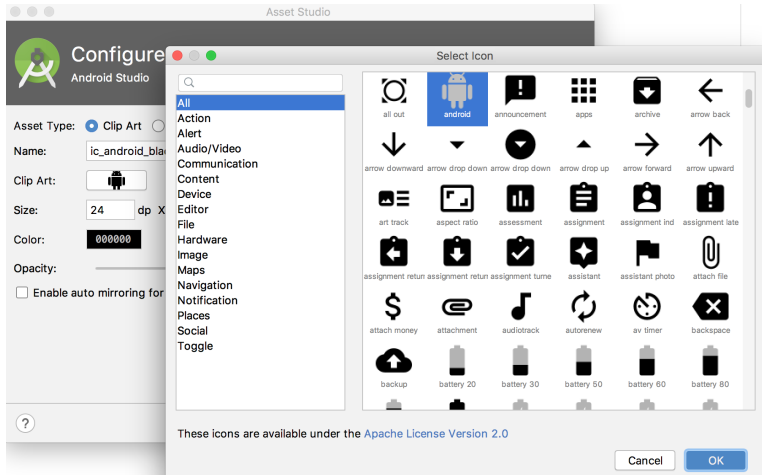 Asset Studio
Configure
Android Studio
Asset Type: Clip Art
Name: ic_android_bla
Clip Art:
Size: 24 dp X
Color: 000000
Opacity:
Enable auto mirroring for
?
Select Icon
All
Action
Alert
Audio/Video
Communication
Content
Device
Editor
File
Hardware
Image
Maps
Navigation
Notification
Places
Social
Toggle
all out android announcement apps archive arrow back
arrow downward arrow drop down arrow drop down arrow drop up arrow forward arrow upward
art track aspect ratio assessment assignment assignment ind assignment late
assignment retun assignment retun assignment turne assistant assistant photo attach file
attach money attachment audiotrack autorenew av timer backspace
backup battery 20 battery 30 battery 50 battery 60 battery 80
These icons are available under the Apache License Version 2.0
Cancel OK